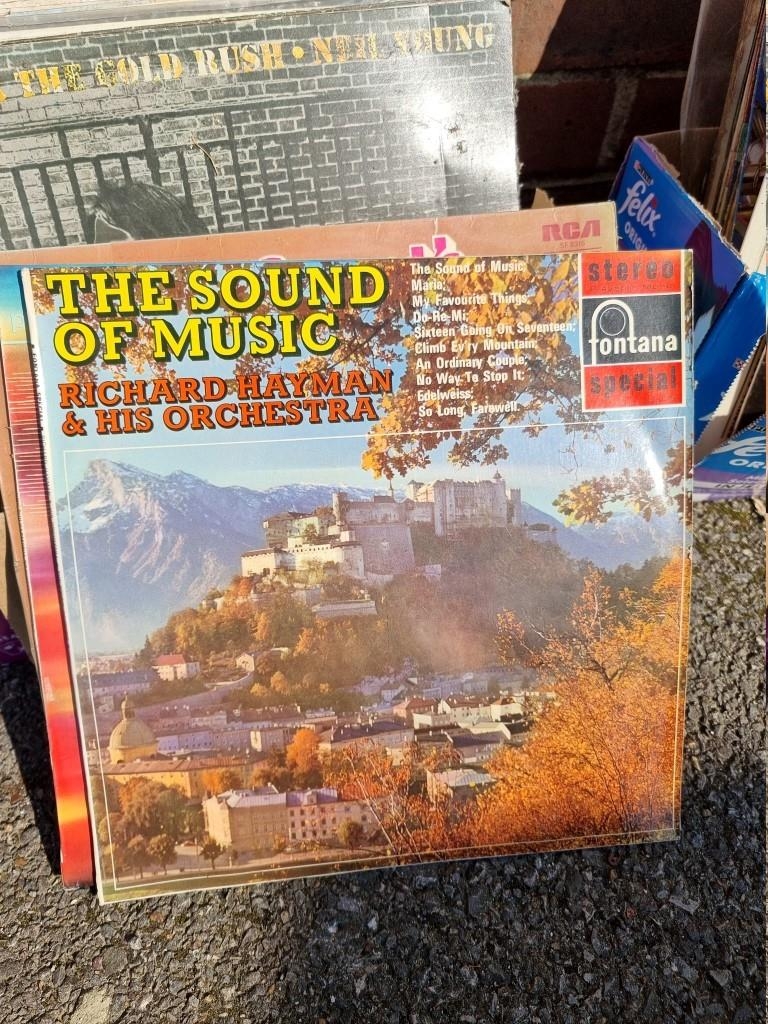 THE GOLD RUSH • NEIL YOUNG
RCA
felix
ORIGI
THE SOUND
OF MUSIC
RICHARD HAYMAN
& HIS ORCHESTRA
The Sound of Music;
Maria;
My Favourite Things;
Do-Re-Mi;
Sixteen Going On Seventeen;
Climb Ev'ry Mountain;
An Ordinary Couple;
No Way To Stop It;
Edelweiss;
So Long, Farewell.
stereo
fontana
special
OR